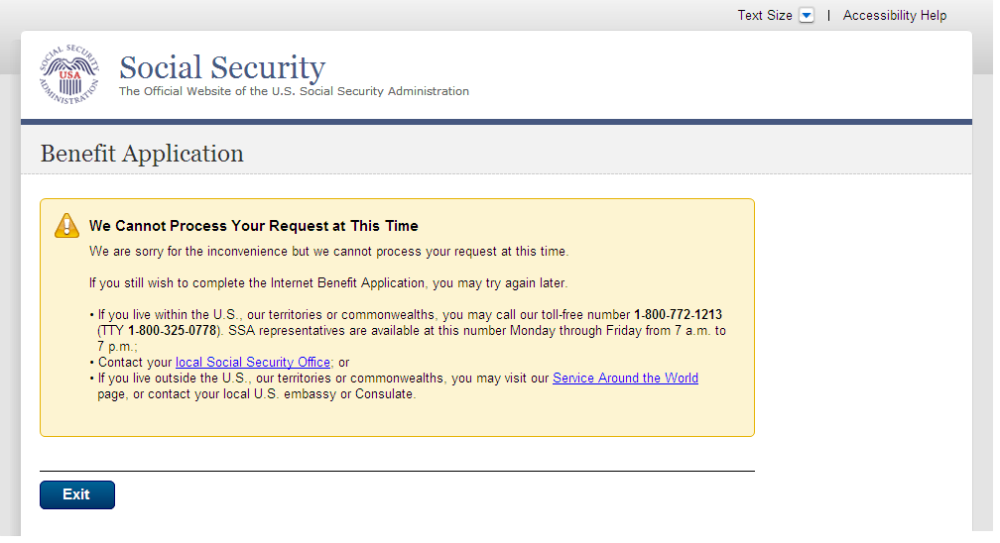 Text Size | Accessibility Help
SOCIAL SECURITY ADMINISTRATION
USA
Social Security
The Official Website of the U.S. Social Security Administration
Benefit Application
We Cannot Process Your Request at This Time
We are sorry for the inconvenience but we cannot process your request at this time.
If you still wish to complete the Internet Benefit Application, you may try again later.
• If you live within the U.S., our territories or commonwealths, you may call our toll-free number 1-800-772-1213
(TTY 1-800-325-0778). SSA representatives are available at this number Monday through Friday from 7 a.m. to
7 p.m.;
• Contact your local Social Security Office; or
• If you live outside the U.S., our territories or commonwealths, you may visit our Service Around the World
page, or contact your local U.S. embassy or Consulate.
Exit